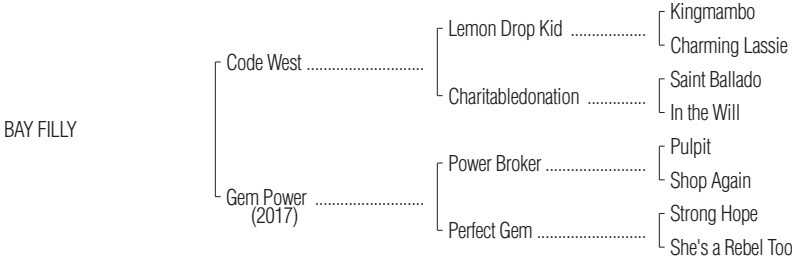 Kingmambo
Lemon Drop Kid ..................
Charming Lassie
Code West ...........................
Saint Ballado
Charitabledonation .............
In the Will
BAY FILLY
Pulpit
Power Broker .......................
Shop Again
Gem Power .........................
(2017)
Strong Hope
Perfect Gem .........................
She's a Rebel Too